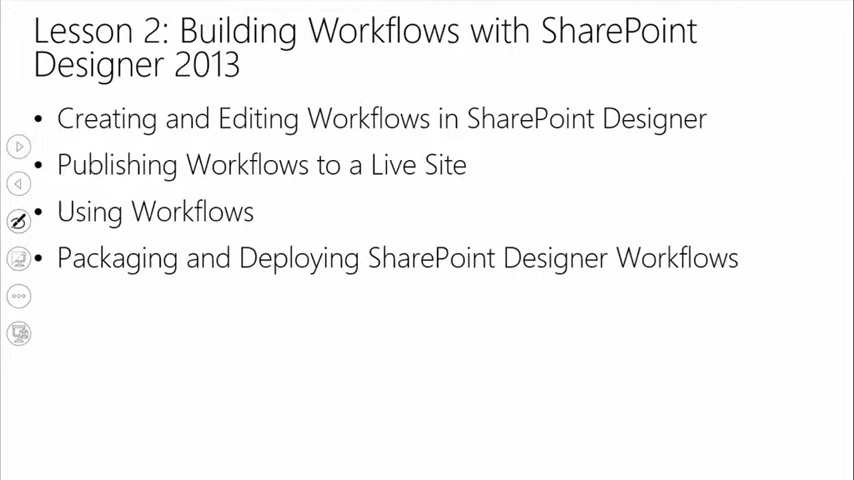 Lesson 2: Building Workflows with SharePoint
Designer 2013
• Creating and Editing Workflows in SharePoint Designer
• Publishing Workflows to a Live Site
• Using Workflows
• Packaging and Deploying SharePoint Designer Workflows